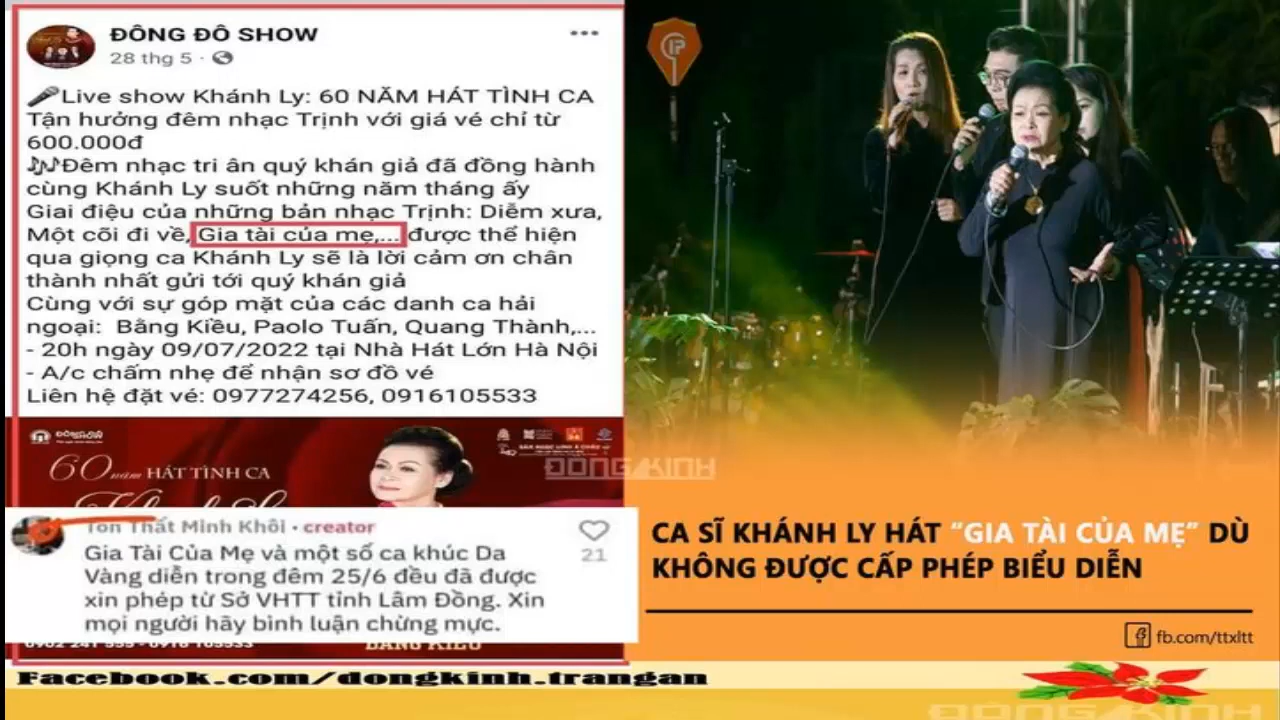 ĐÔNG ĐÔ SHOW
28 thg 5 ·
Live show Khánh Ly: 60 NĂM HÁT TÌNH CA
Tận hưởng đêm nhạc Trịnh với giá vé chỉ từ
600.000đ
Đêm nhạc tri ân quý khán giả đã đồng hành
cùng Khánh Ly suốt những năm tháng ấy
Giai điệu của những bản nhạc Trịnh: Diễm xưa,
Một cõi đi về, Gia tài của mẹ,... được thể hiện
qua giọng ca Khánh Ly sẽ là lời cảm ơn chân
thành nhất gửi tới quý khán giả
Cùng với sự góp mặt của các danh ca hải
ngoại: Bằng Kiều, Paolo Tuấn, Quang Thành,...
- 20h ngày 09/07/2022 tại Nhà Hát Lớn Hà Nội
- A/c chấm nhẹ để nhận sơ đồ vé
Liên hệ đặt vé: 0977274256, 0916105533
ĐÔNG ĐÔ SHOW
60 năm HÁT TÌNH CA
ĐÔNG KINH
Tôn Thất Minh Khôi · creator
Gia Tài Của Mẹ và một số ca khúc Da
Vàng diễn trong đêm 25/6 đều đã được
xin phép từ Sở VHTT tỉnh Lâm Đồng. Xin
mọi người hãy bình luận chừng mực.
21
BẰNG KIỀU
CA SĨ KHÁNH LY HÁT “GIA TÀI CỦA MẸ” DÙ
KHÔNG ĐƯỢC CẤP PHÉP BIỂU DIỄN
fb.com/ttxltt
Facebook.com/dongkinh.trangan
ĐÔNG KINH